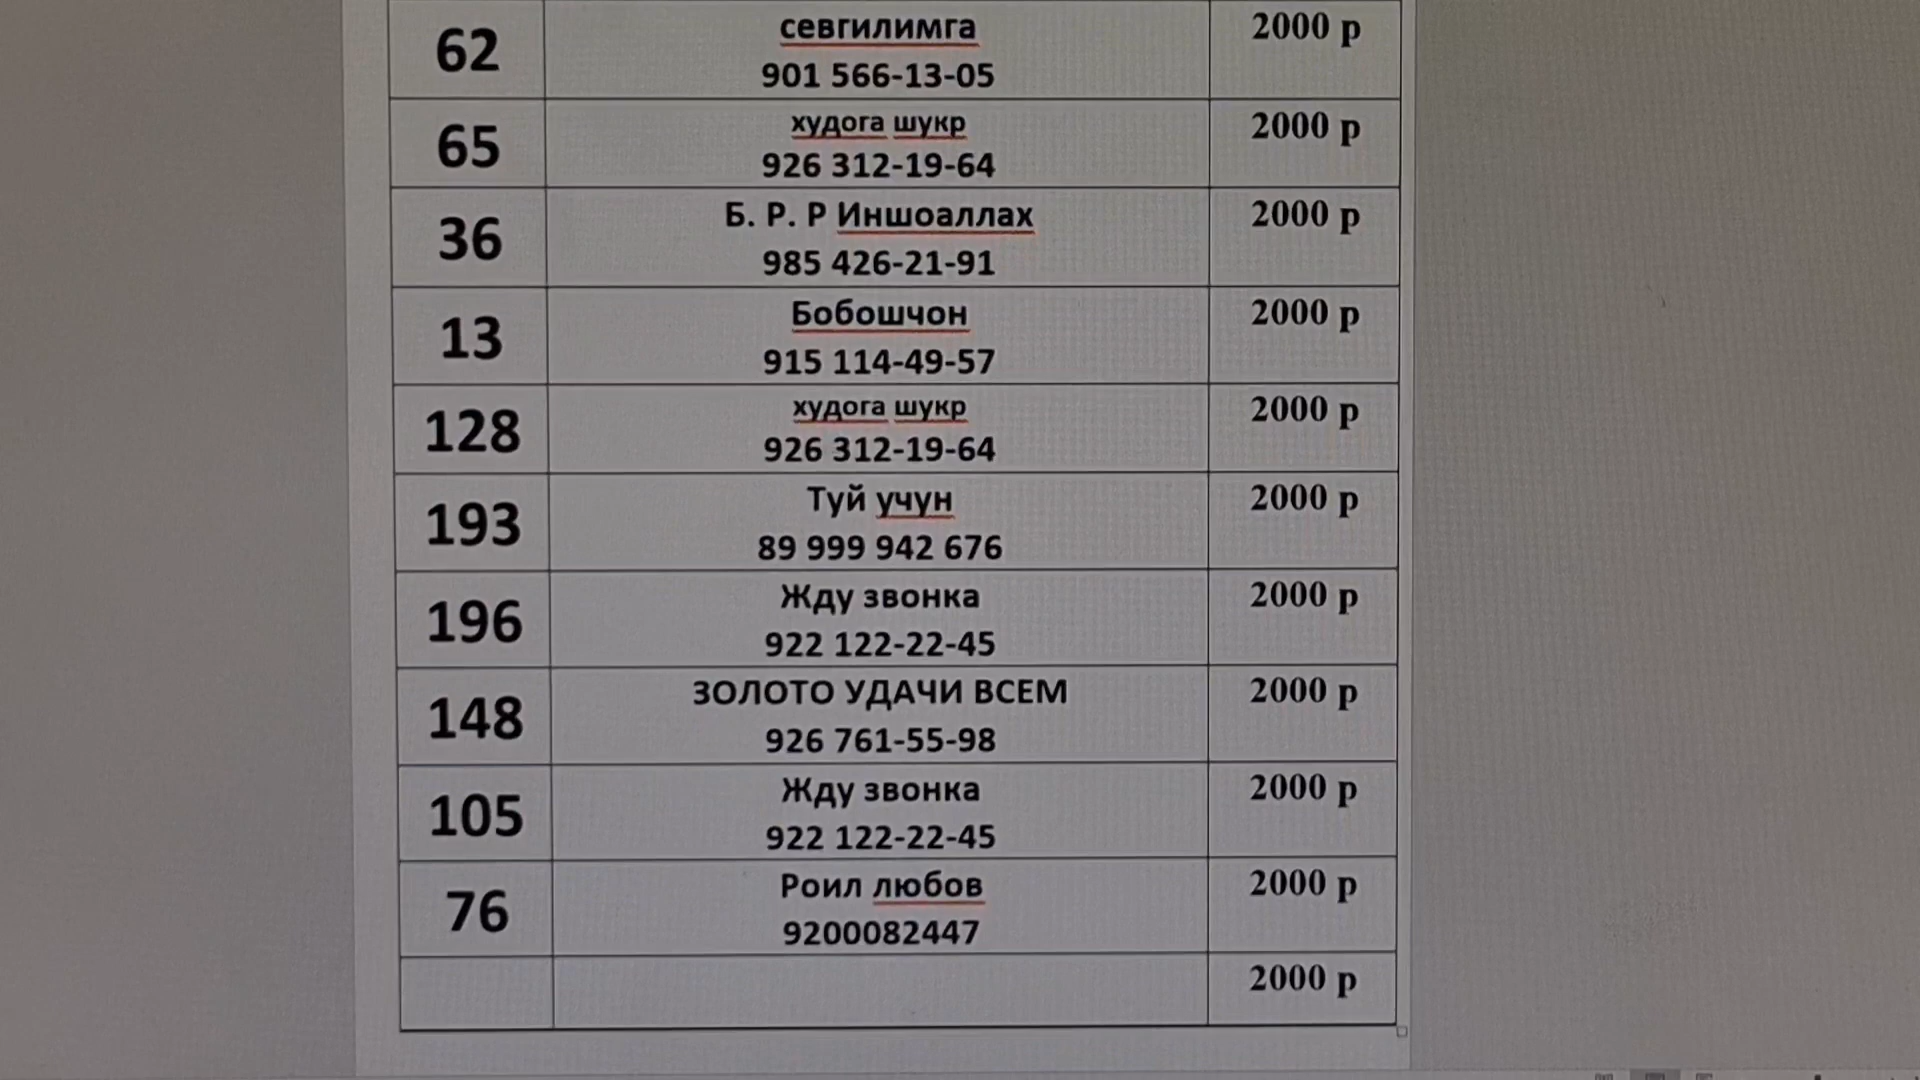 62
севгилимга
901 566-13-05
2000 р
65
худога шукр
926 312-19-64
2000 р
36
Б. Р. Р Иншоаллах
985 426-21-91
2000 р
13
Бобошчон
915 114-49-57
2000 р
128
худога шукр
926 312-19-64
2000 р
193
Туй учун
89 999 942 676
2000 р
196
Жду звонка
922 122-22-45
2000 р
148
ЗОЛОТО УДАЧИ ВСЕМ
926 761-55-98
2000 р
105
Жду звонка
922 122-22-45
2000 р
76
Роил любов
9200082447
2000 р
2000 р